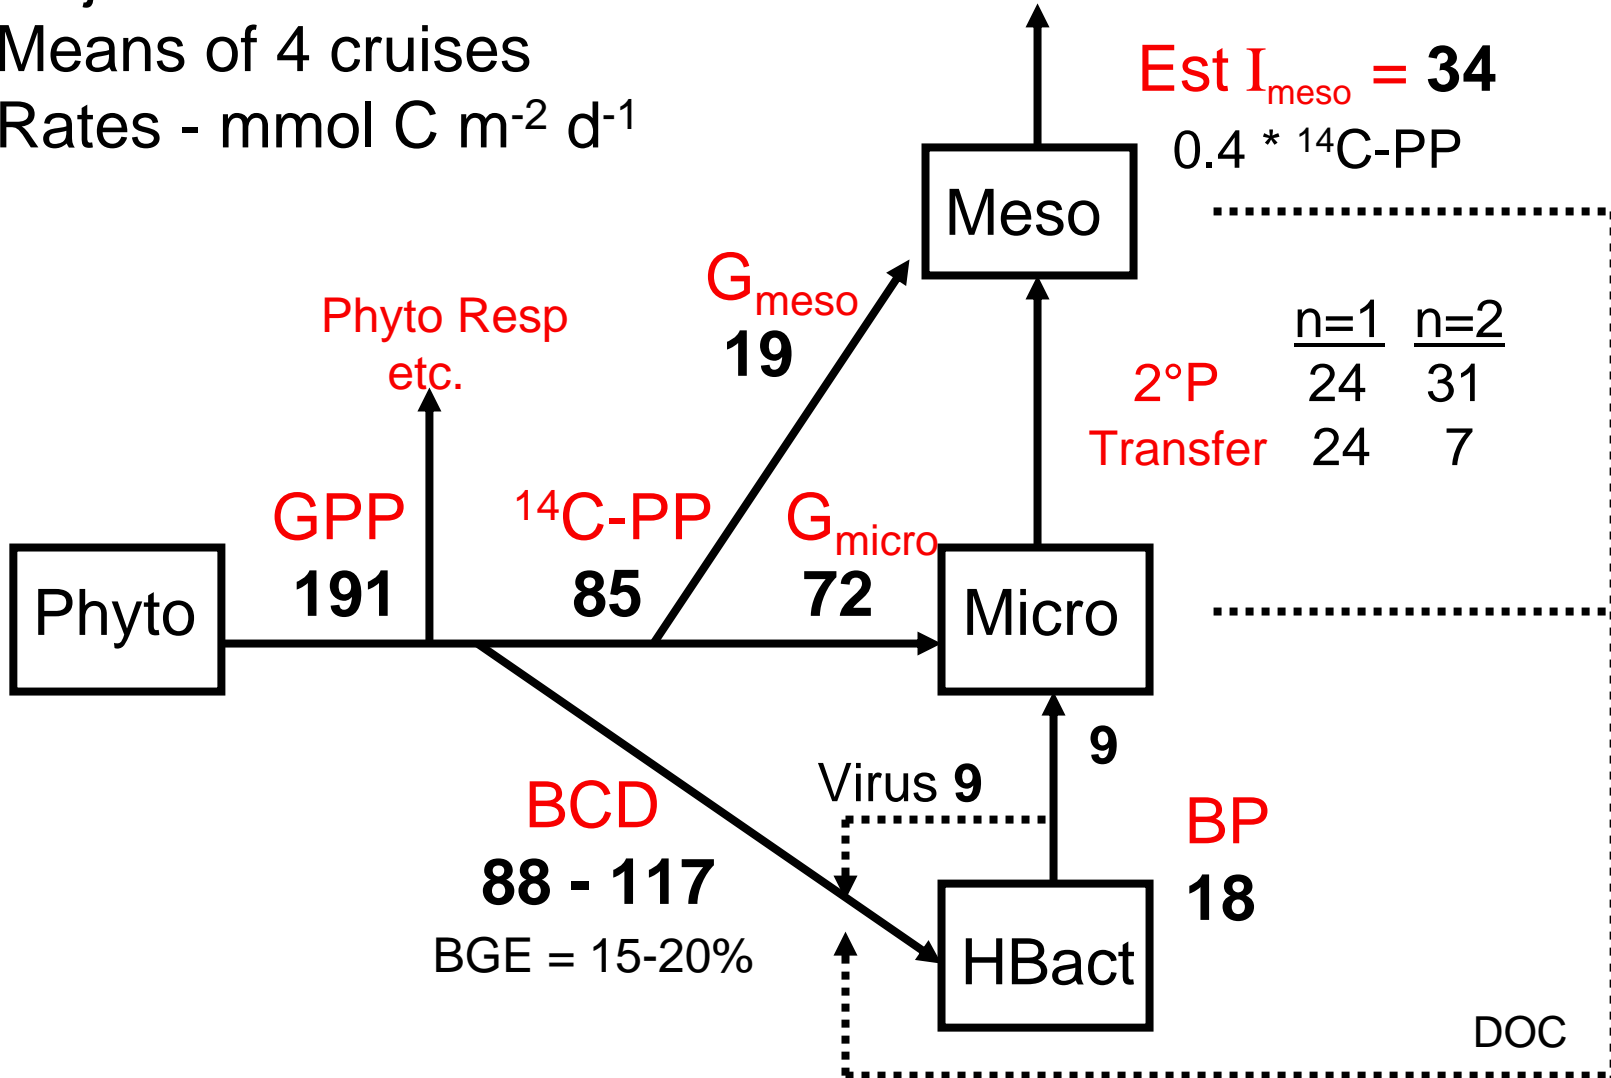 Means of 4 cruises
Rates - mmol C m⁻² d⁻¹
Est Iₘₑₛₒ = 34
0.4 * ¹⁴C-PP
Meso
Gₘₑₛₒ
19
Phyto Resp
etc.
n=1 n=2
2°P 24 31
Transfer 24 7
GPP
191
¹⁴C-PP
85
G_micro
72
Phyto
Micro
9
Virus 9
BCD
88 - 117
BGE = 15-20%
BP
18
HBact
DOC